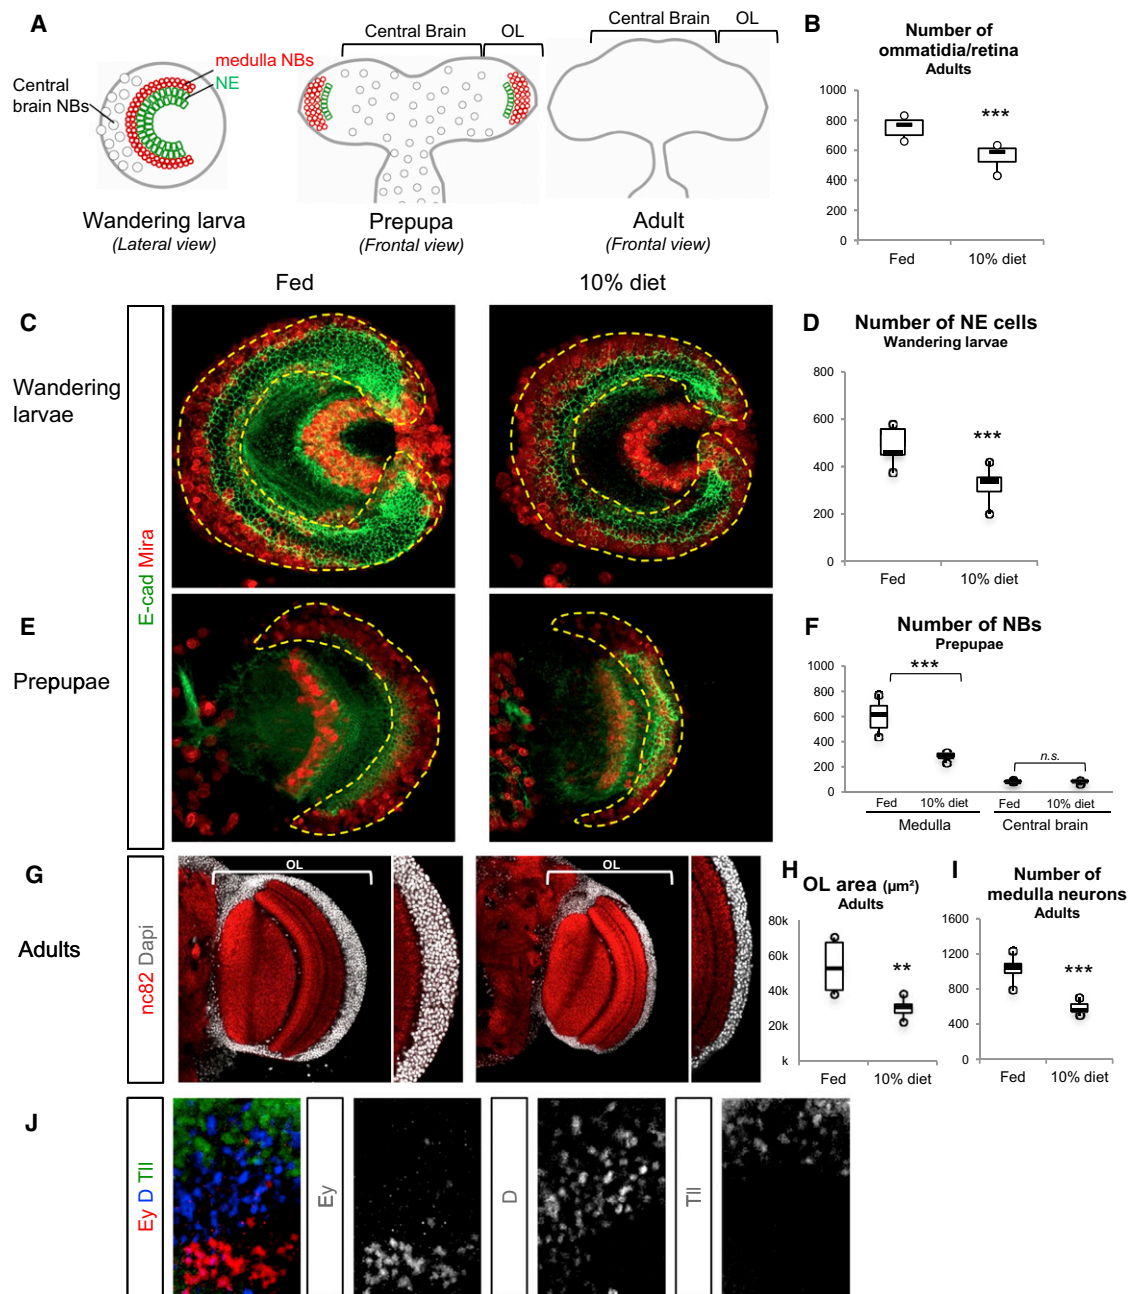 A
Central Brain
OL
Central Brain
OL
medulla NBs
NE
Central
brain NBs
Wandering larva
(Lateral view)
Prepupa
(Frontal view)
Adult
(Frontal view)
B
Number of
ommatidia/retina
Adults
1000
800
600
400
200
0
***
Fed
10% diet
Fed
10% diet
C
Wandering
larvae
E-cad Mira
D
Number of NE cells
Wandering larvae
800
600
400
200
0
***
Fed
10% diet
E
Prepupae
F
Number of NBs
Prepupae
1000
800
600
400
200
0
***
n.s.
Fed
10% diet
Fed
10% diet
Medulla
Central brain
G
Adults
nc82 Dapi
OL
OL
H
OL area (µm²)
Adults
80k
60k
40k
20k
k
**
Fed
10% diet
I
Number of
medulla neurons
Adults
1600
1200
800
400
0
***
Fed
10% diet
J
Ey D Tll
Ey
D
Tll